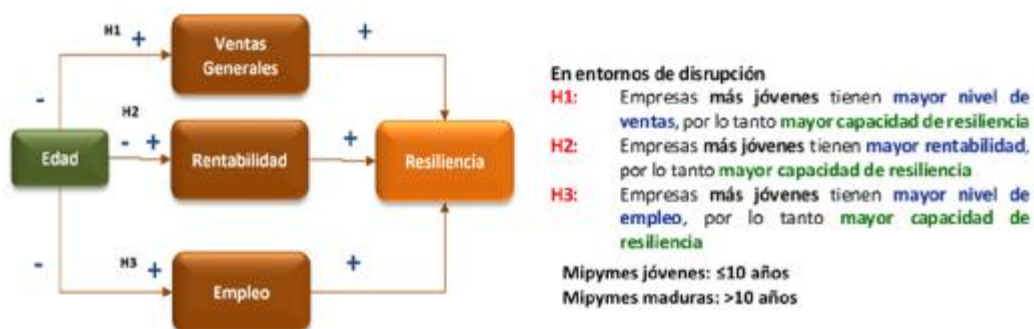 H1
+
Ventas
Generales
+
-
H2
Edad
- +
Rentabilidad
+
Resiliencia
-
H3
+
Empleo
+
En entornos de disrupción
H1: Empresas más jóvenes tienen mayor nivel de
ventas, por lo tanto mayor capacidad de resiliencia
H2: Empresas más jóvenes tienen mayor rentabilidad,
por lo tanto mayor capacidad de resiliencia
H3: Empresas más jóvenes tienen mayor nivel de
empleo, por lo tanto mayor capacidad de
resiliencia
Mipymes jóvenes: ≤10 años
Mipymes maduras: >10 años